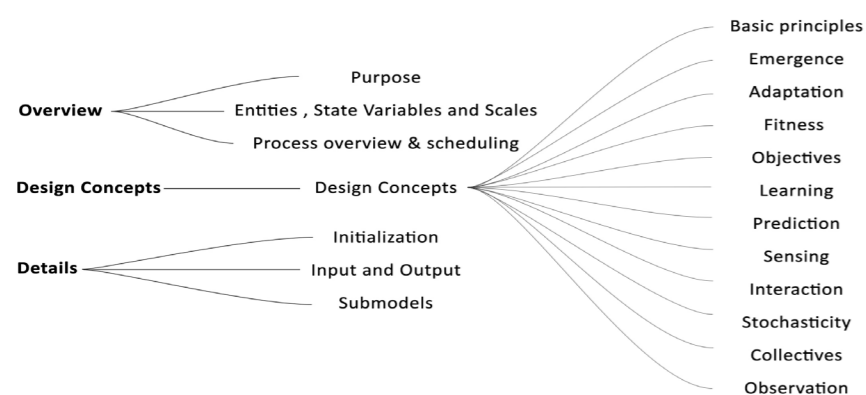 Overview
Purpose
Entities , State Variables and Scales
Process overview & scheduling
Design Concepts
Design Concepts
Details
Initialization
Input and Output
Submodels
Basic principles
Emergence
Adaptation
Fitness
Objectives
Learning
Prediction
Sensing
Interaction
Stochasticity
Collectives
Observation